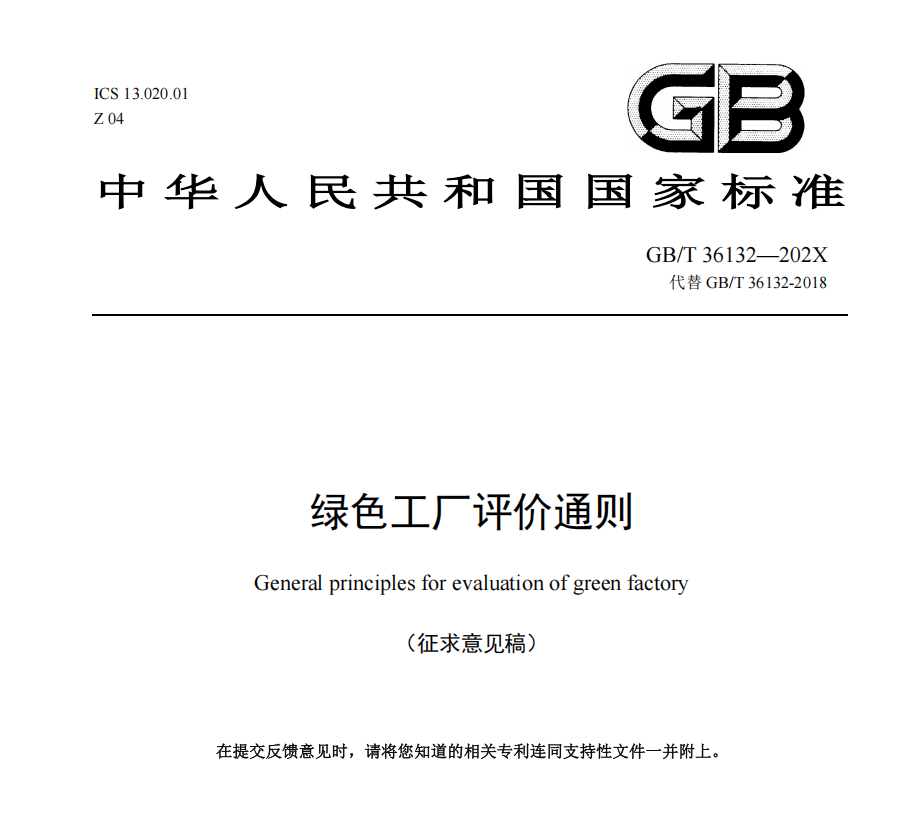 ICS 13.020.01
Z 04
GB
中华人民共和国国家标准
GB/T 36132—202X
代替 GB/T 36132-2018
绿色工厂评价通则
General principles for evaluation of green factory
（征求意见稿）
在提交反馈意见时，请将您知道的相关专利连同支持性文件一并附上。